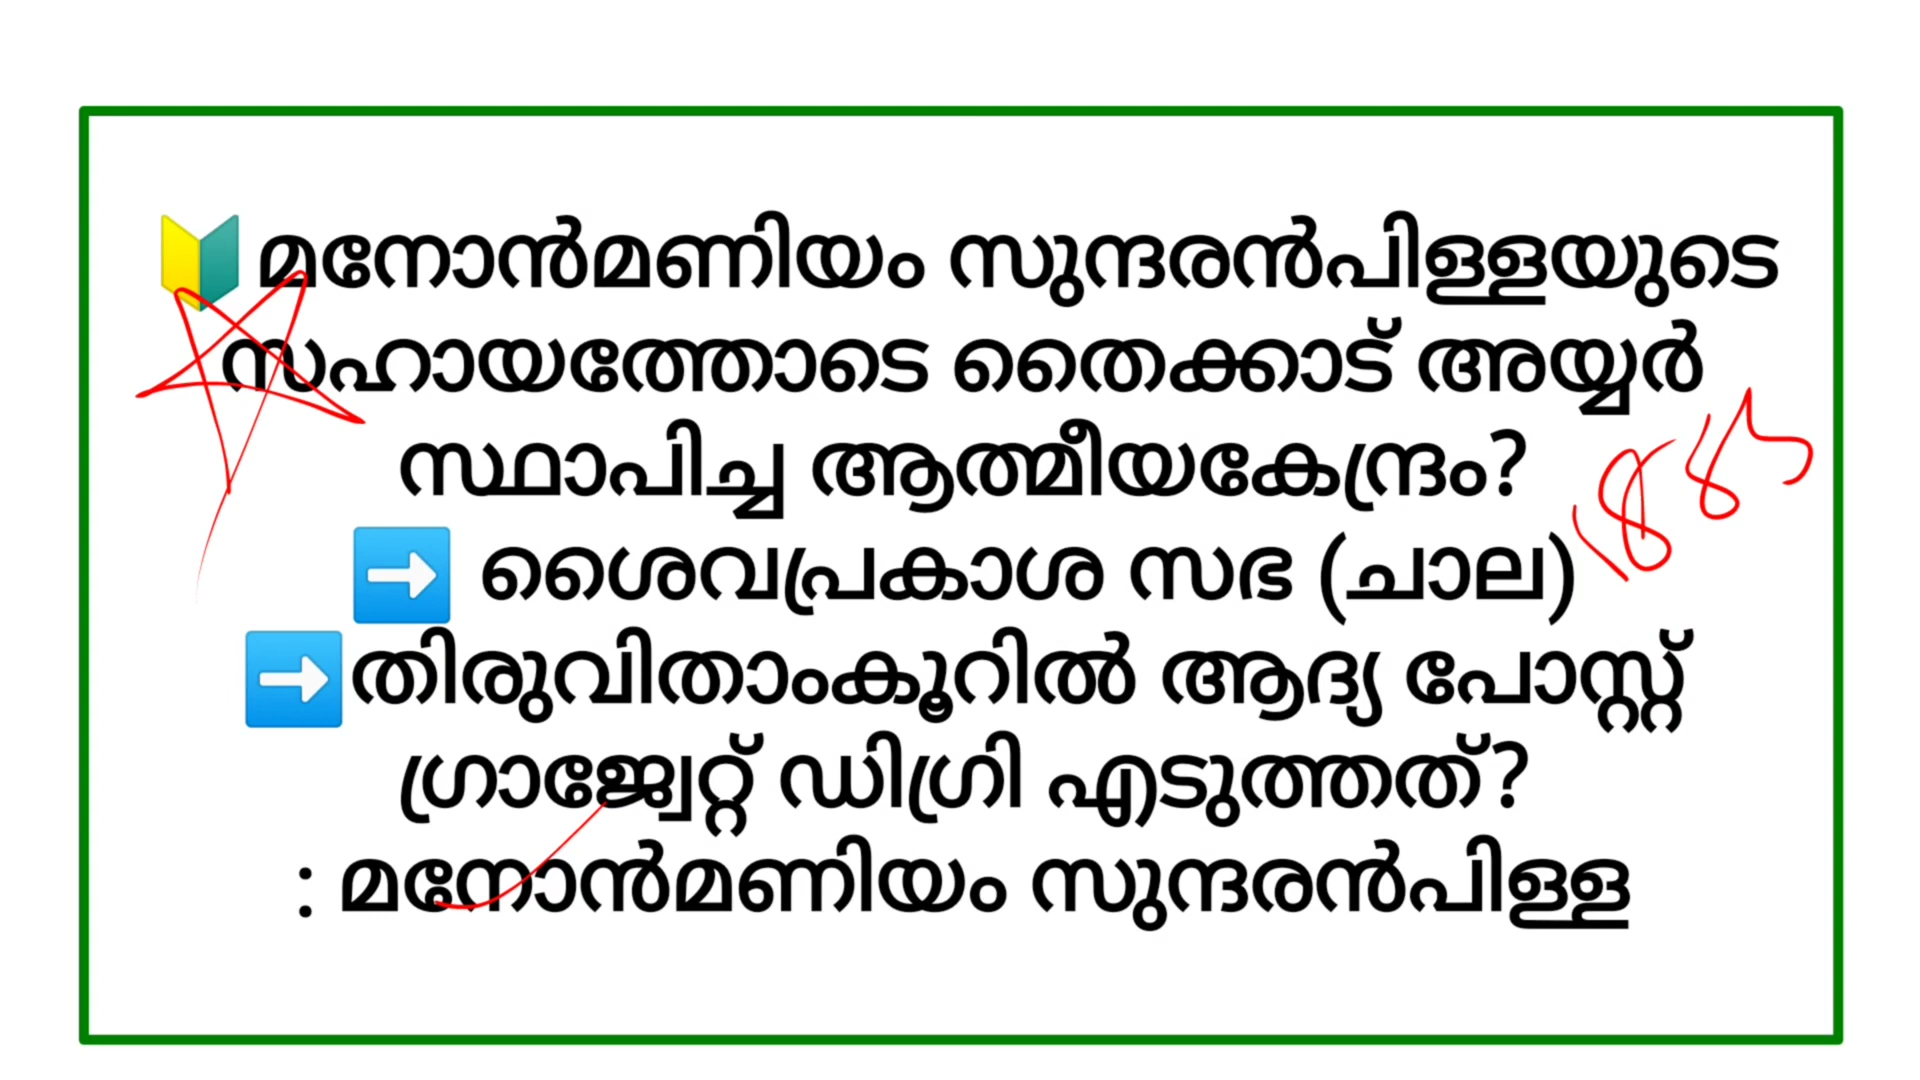 🔰മനോൻമണിയം സുന്ദരൻപിള്ളയുടെ
സഹായത്തോടെ തൈക്കാട് അയ്യർ
സ്ഥാപിച്ച ആത്മീയകേന്ദ്രം?
1885
➡️ ശൈവപ്രകാശ സഭ (ചാല)
➡️തിരുവിതാംകൂറിൽ ആദ്യ പോസ്റ്റ്
ഗ്രാജ്വേറ്റ് ഡിഗ്രി എടുത്തത്?
: മനോൻമണിയം സുന്ദരൻപിള്ള